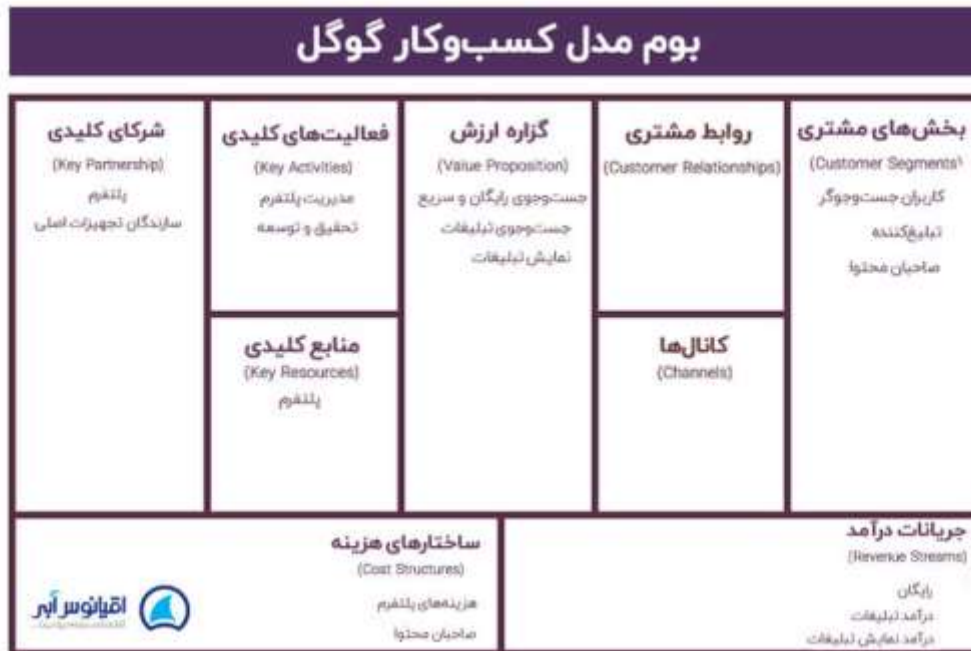 بوم مدل کسب‌وکار گوگل
بخش‌های مشتری
(Customer Segments)
کاربران جست‌وجوگر
تبلیغ‌کننده
صاحبان محتوا
روابط مشتری
(Customer Relationships)
کانال‌ها
(Channels)
گزاره ارزش
(Value Proposition)
جست‌وجوی رایگان و سریع
جست‌وجوی تبلیغات
نمایش تبلیغات
فعالیت‌های کلیدی
(Key Activities)
مدیریت پلتفرم
تحقیق و توسعه
منابع کلیدی
(Key Resources)
پلتفرم
شرکای کلیدی
(Key Partnership)
پلتفرم
سازندگان تجهیزات اصلی
جریانات درآمد
(Revenue Streams)
رایگان
درآمد تبلیغات
درآمد نمایش تبلیغات
ساختارهای هزینه
(Cost Structures)
هزینه‌های پلتفرم
صاحبان محتوا
اقیانوس آبی